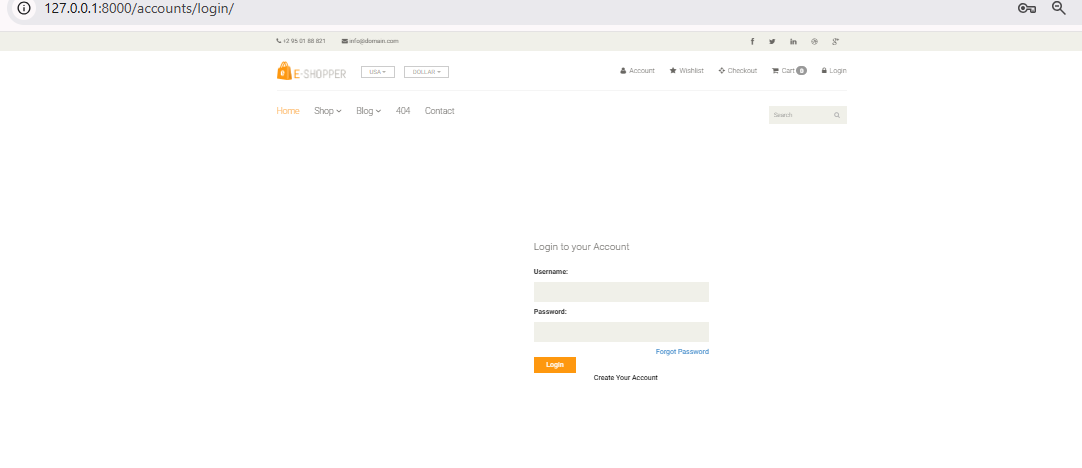 127.0.0.1:8000/accounts/login/
+2 95 01 88 821 info@domain.com
E-SHOPPER USA DOLLAR Account Wishlist Checkout Cart 0 Login
Home Shop Blog 404 Contact Search
Login to your Account
Username:
Password:
Forgot Password
Login
Create Your Account